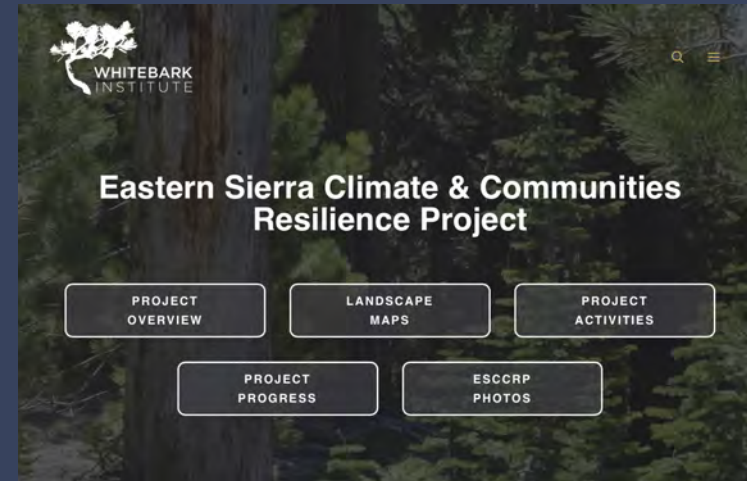 WHITEBARK
INSTITUTE
Eastern Sierra Climate & Communities
Resilience Project
PROJECT
OVERVIEW
LANDSCAPE
MAPS
PROJECT
ACTIVITIES
PROJECT
PROGRESS
ESCCRP
PHOTOS